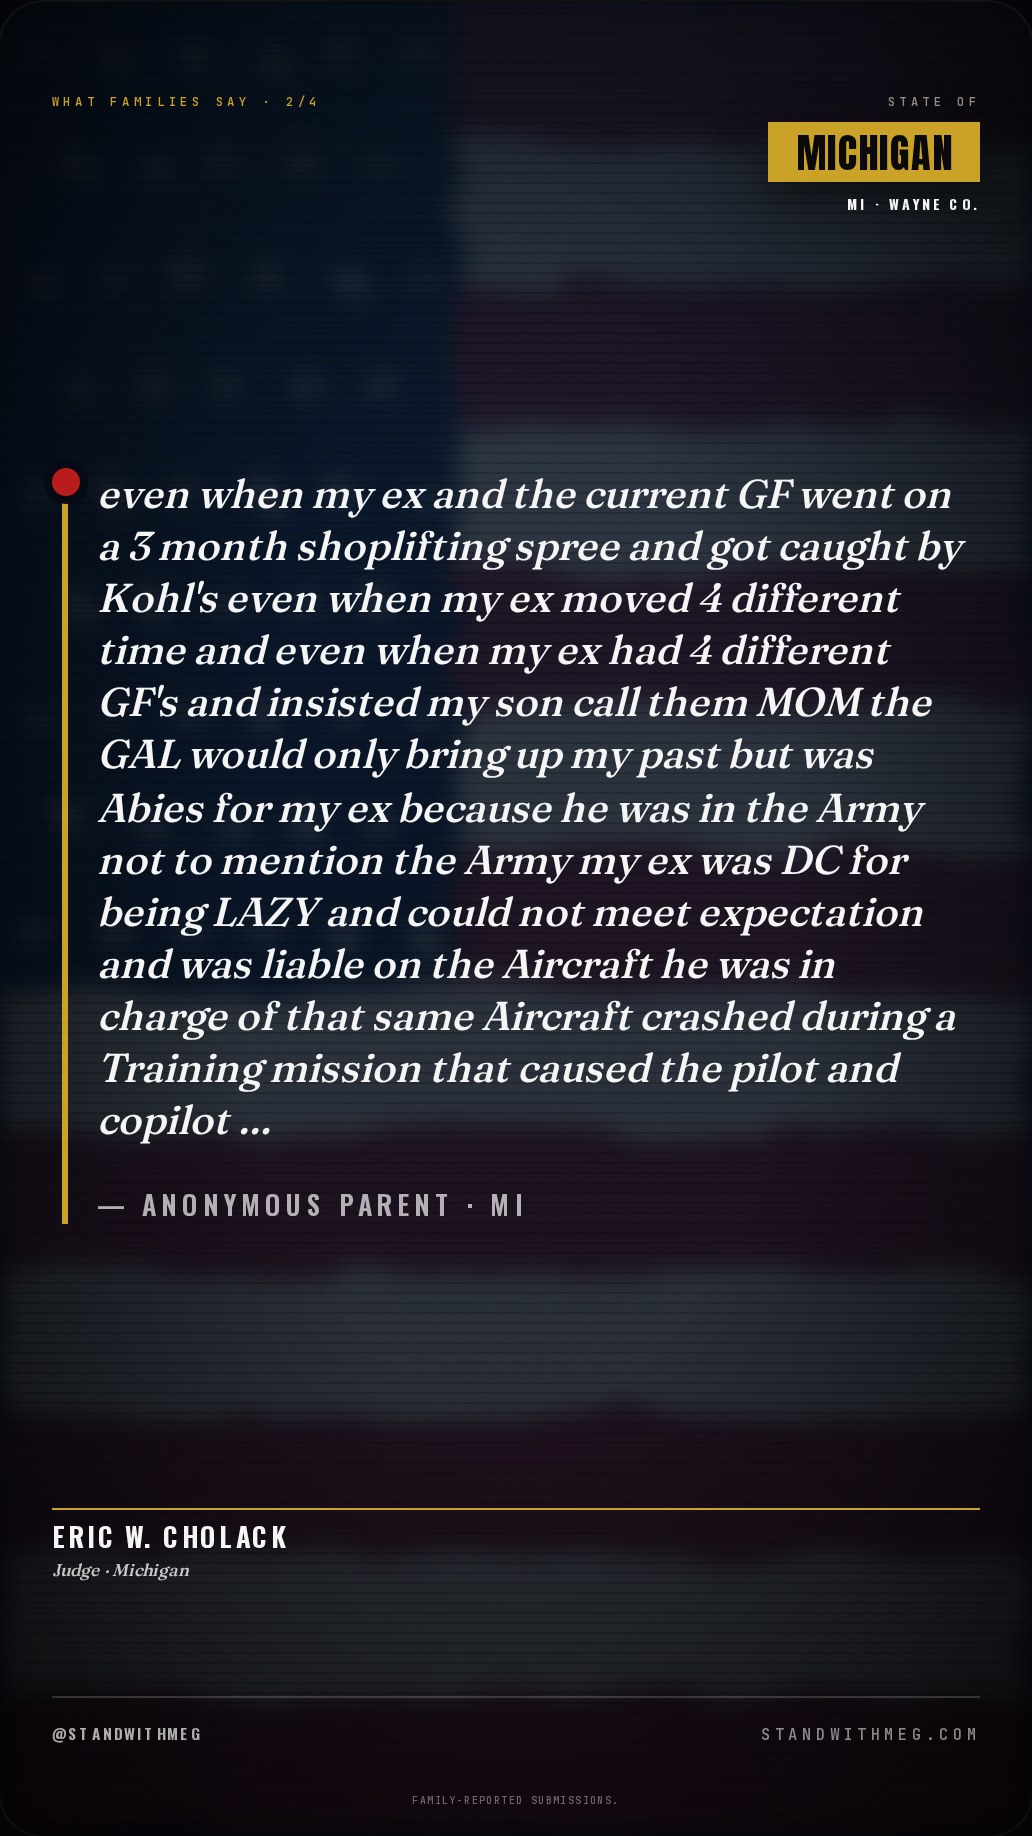 WHAT FAMILIES SAY · 2/4
STATE OF
MICHIGAN
MI · WAYNE CO.
even when my ex and the current GF went on
a 3 month shoplifting spree and got caught by
Kohl's even when my ex moved 4 different
time and even when my ex had 4 different
GF's and insisted my son call them MOM the
GAL would only bring up my past but was
Abies for my ex because he was in the Army
not to mention the Army my ex was DC for
being LAZY and could not meet expectation
and was liable on the Aircraft he was in
charge of that same Aircraft crashed during a
Training mission that caused the pilot and
copilot ...
— ANONYMOUS PARENT · MI
ERIC W. CHOLACK
Judge · Michigan
@STANDWITHMEG
STANDWITHMEG.COM
FAMILY-REPORTED SUBMISSIONS.